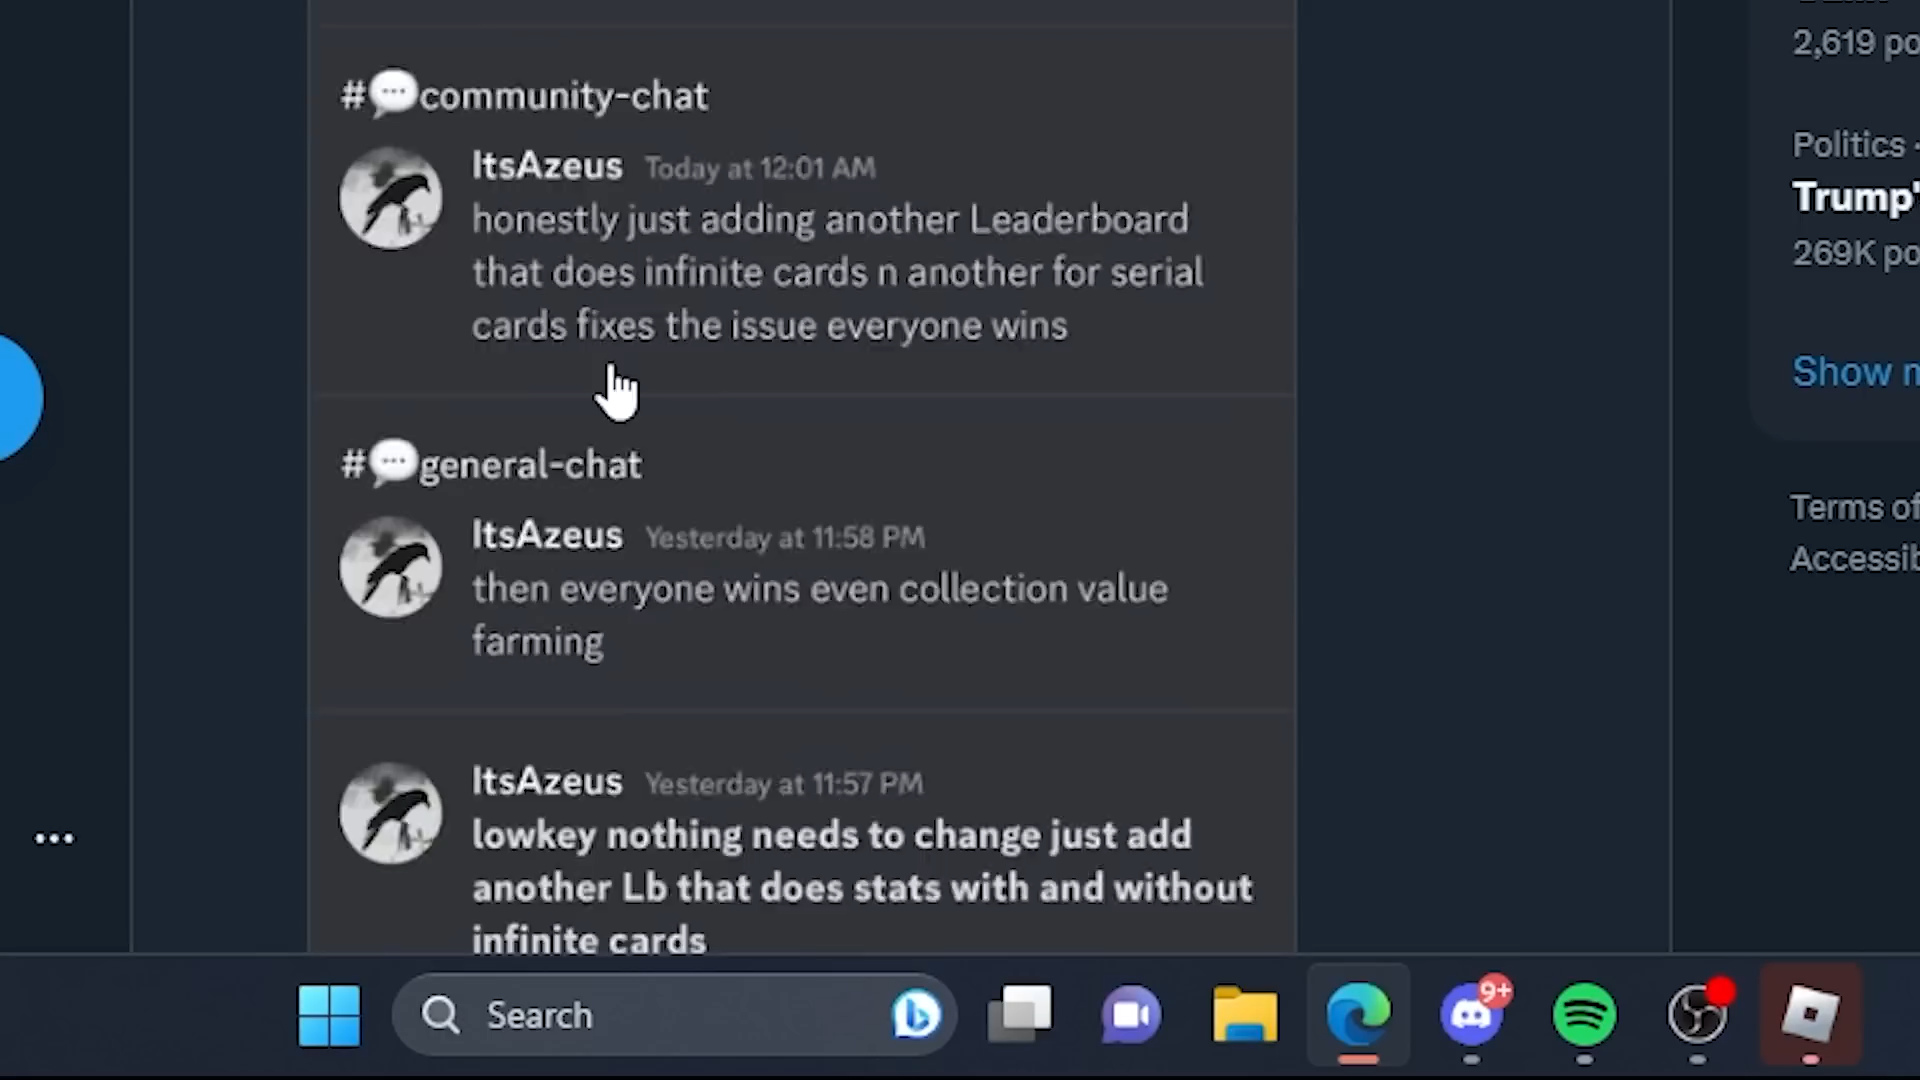 2,619 po
#💬community-chat
Politics ·
ItsAzeus Today at 12:01 AM
Trump'
honestly just adding another Leaderboard
269K po
that does infinite cards n another for serial
cards fixes the issue everyone wins
Show m
#💬general-chat
Terms of
ItsAzeus Yesterday at 11:58 PM
Accessib
then everyone wins even collection value
farming
ItsAzeus Yesterday at 11:57 PM
lowkey nothing needs to change just add
another Lb that does stats with and without
infinite cards
Search
9+